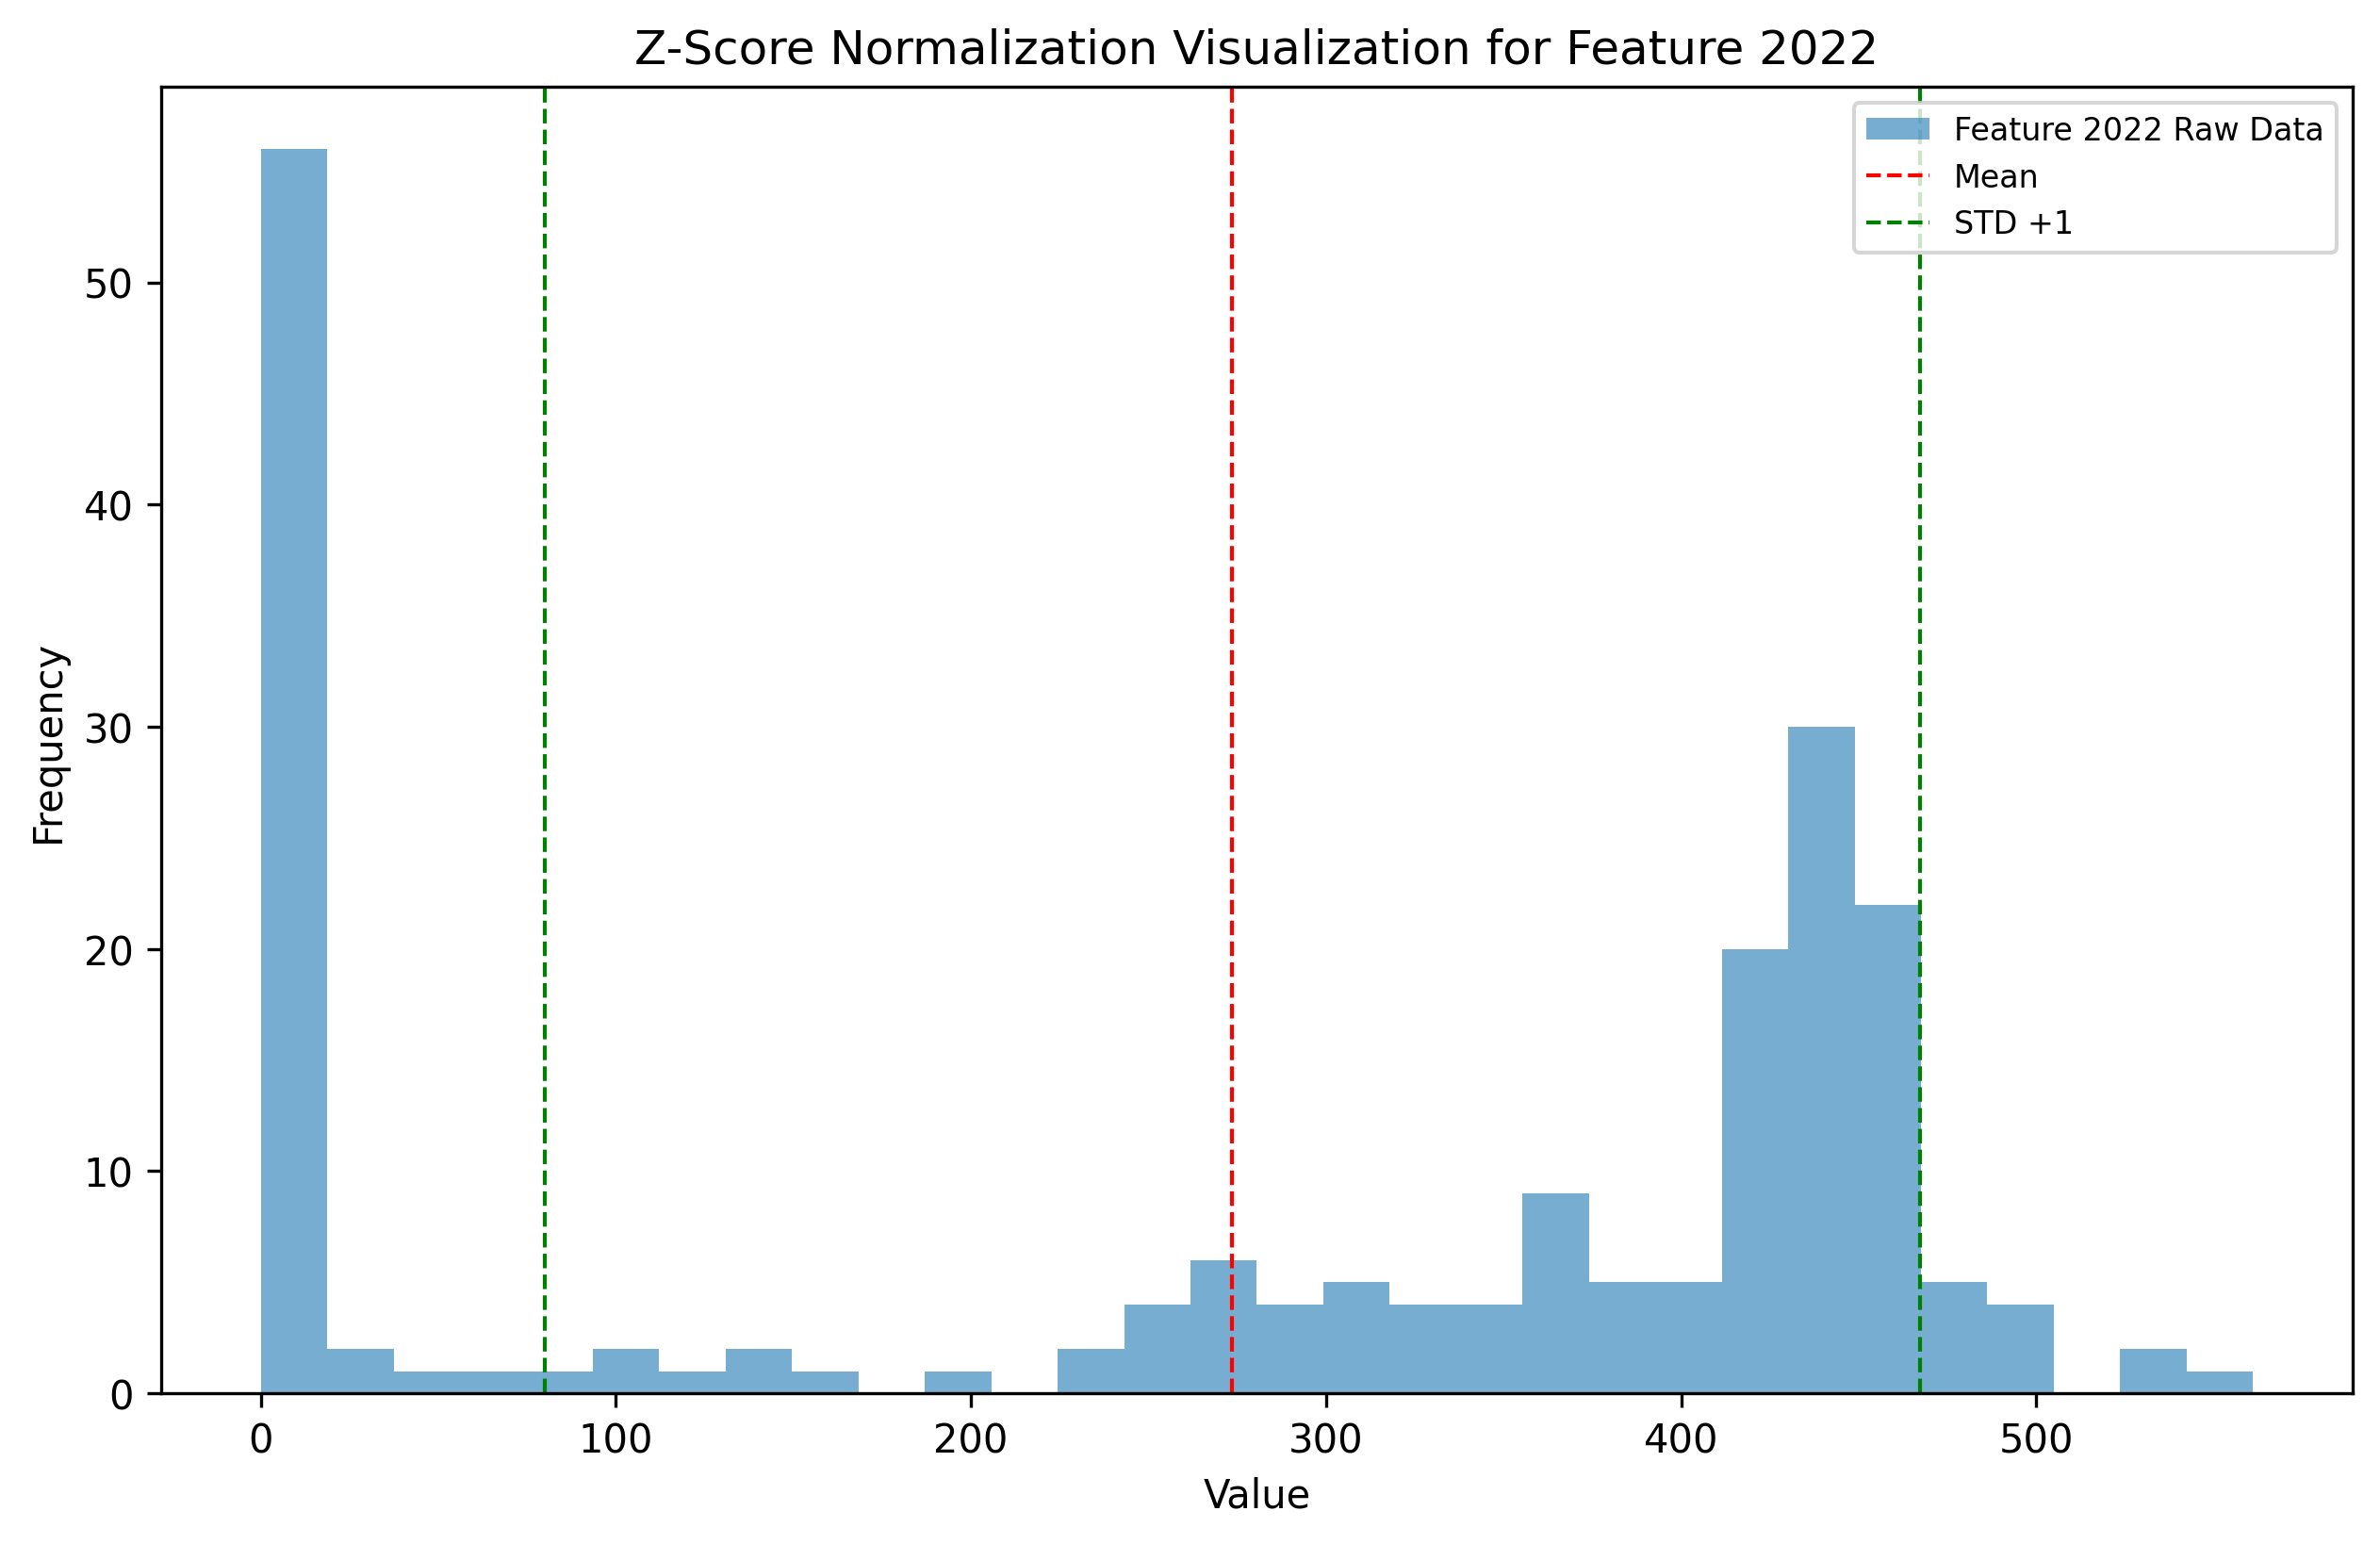 Z-Score Normalization Visualization for Feature 2022
Feature 2022 Raw Data
Mean
STD +1
50
40
30
20
10
0
Frequency
0 100 200 300 400 500
Value